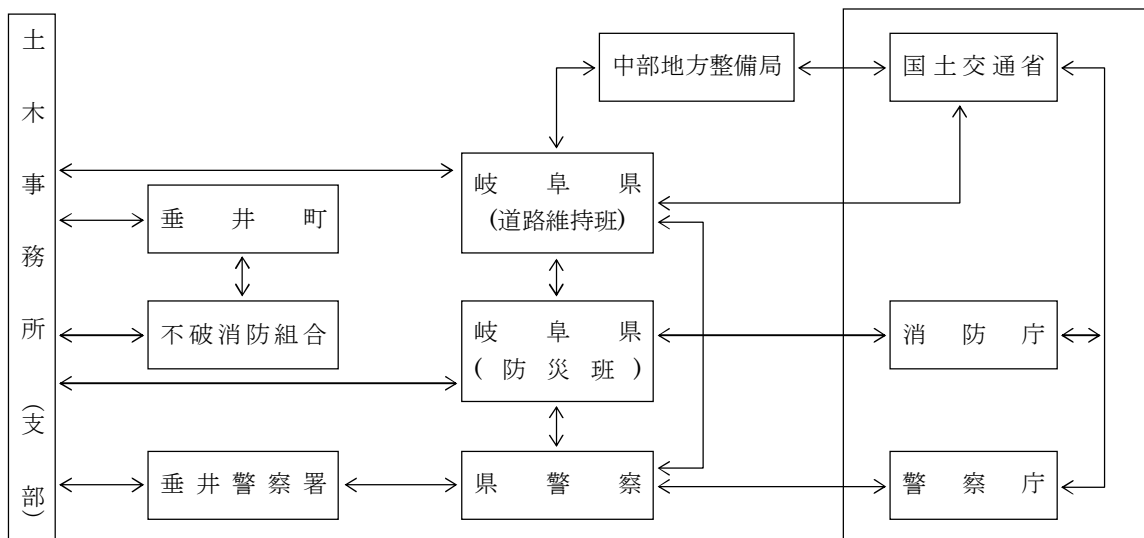 土木事務所(支部)
中部地方整備局
国土交通省
岐阜県
(道路維持班)
垂井町
不破消防組合
岐阜県
(防災班)
消防庁
垂井警察署
県警察
警察庁